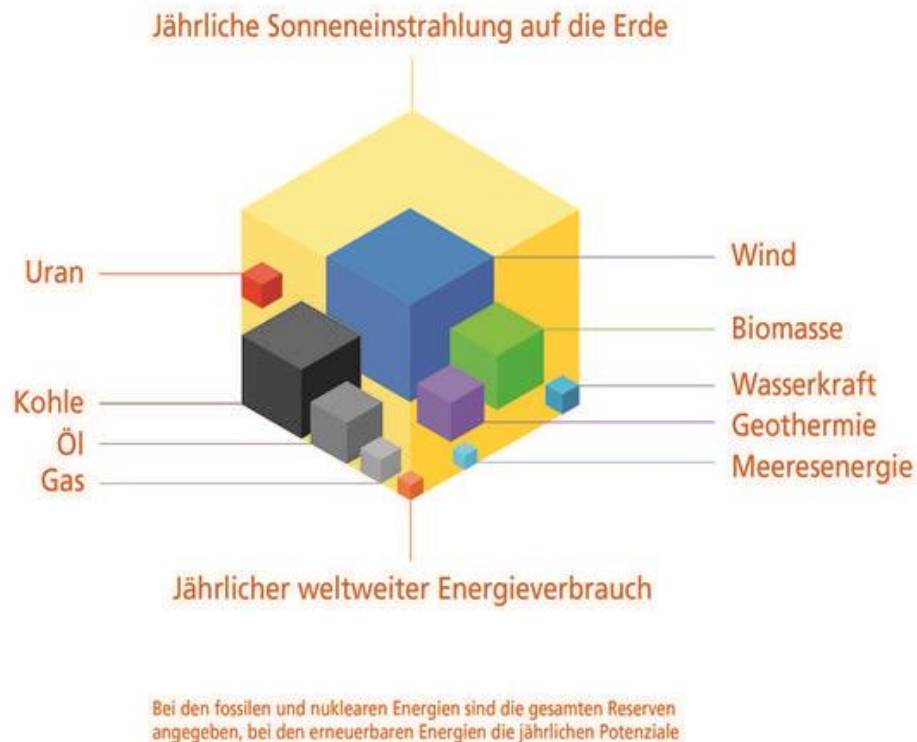 Jährliche Sonneneinstrahlung auf die Erde
Uran
Kohle
Öl
Gas
Wind
Biomasse
Wasserkraft
Geothermie
Meeresenergie
Jährlicher weltweiter Energieverbrauch
Bei den fossilen und nuklearen Energien sind die gesamten Reserven
angegeben, bei den erneuerbaren Energien die jährlichen Potenziale